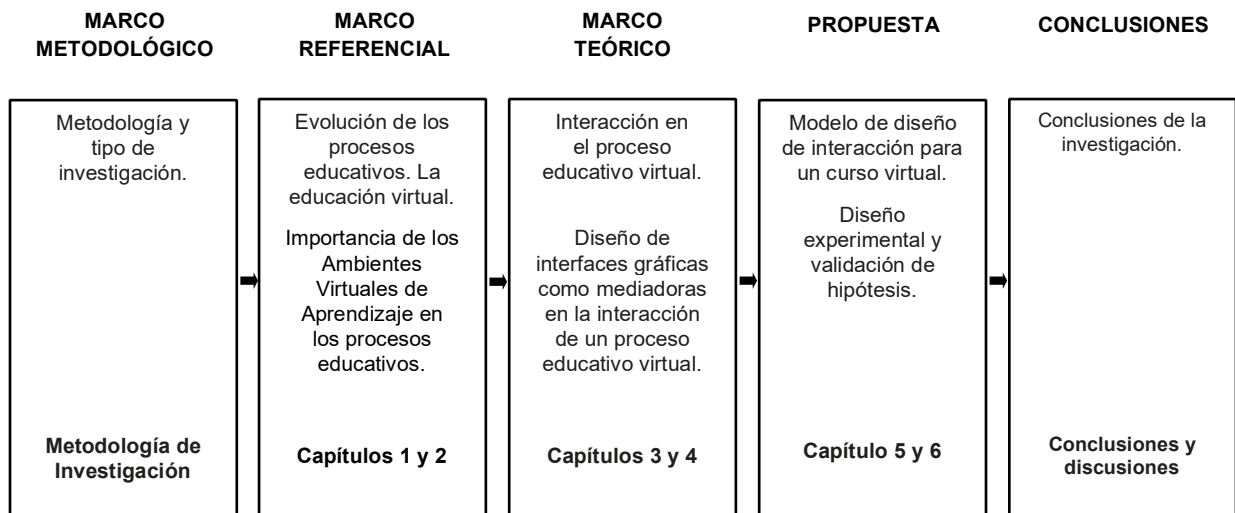 MARCO
METODOLÓGICO
MARCO
REFERENCIAL
MARCO
TEÓRICO
PROPUESTA
CONCLUSIONES
Metodología y
tipo de
investigación.
Metodología de
Investigación
Evolución de los
procesos
educativos. La
educación virtual.
Importancia de los
Ambientes
Virtuales de
Aprendizaje en
los procesos
educativos.
Capítulos 1 y 2
Interacción en
el proceso
educativo virtual.
Diseño de
interfaces gráficas
como mediadoras
en la interacción
de un proceso
educativo virtual.
Capítulos 3 y 4
Modelo de diseño
de interacción para
un curso virtual.
Diseño
experimental y
validación de
hipótesis.
Capítulo 5 y 6
Conclusiones de la
investigación.
Conclusiones y
discusiones